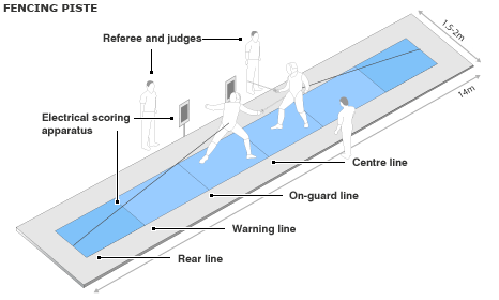 FENCING PISTE
Referee and judges
1.5-2m
14m
Electrical scoring
apparatus
Centre line
On-guard line
Warning line
Rear line